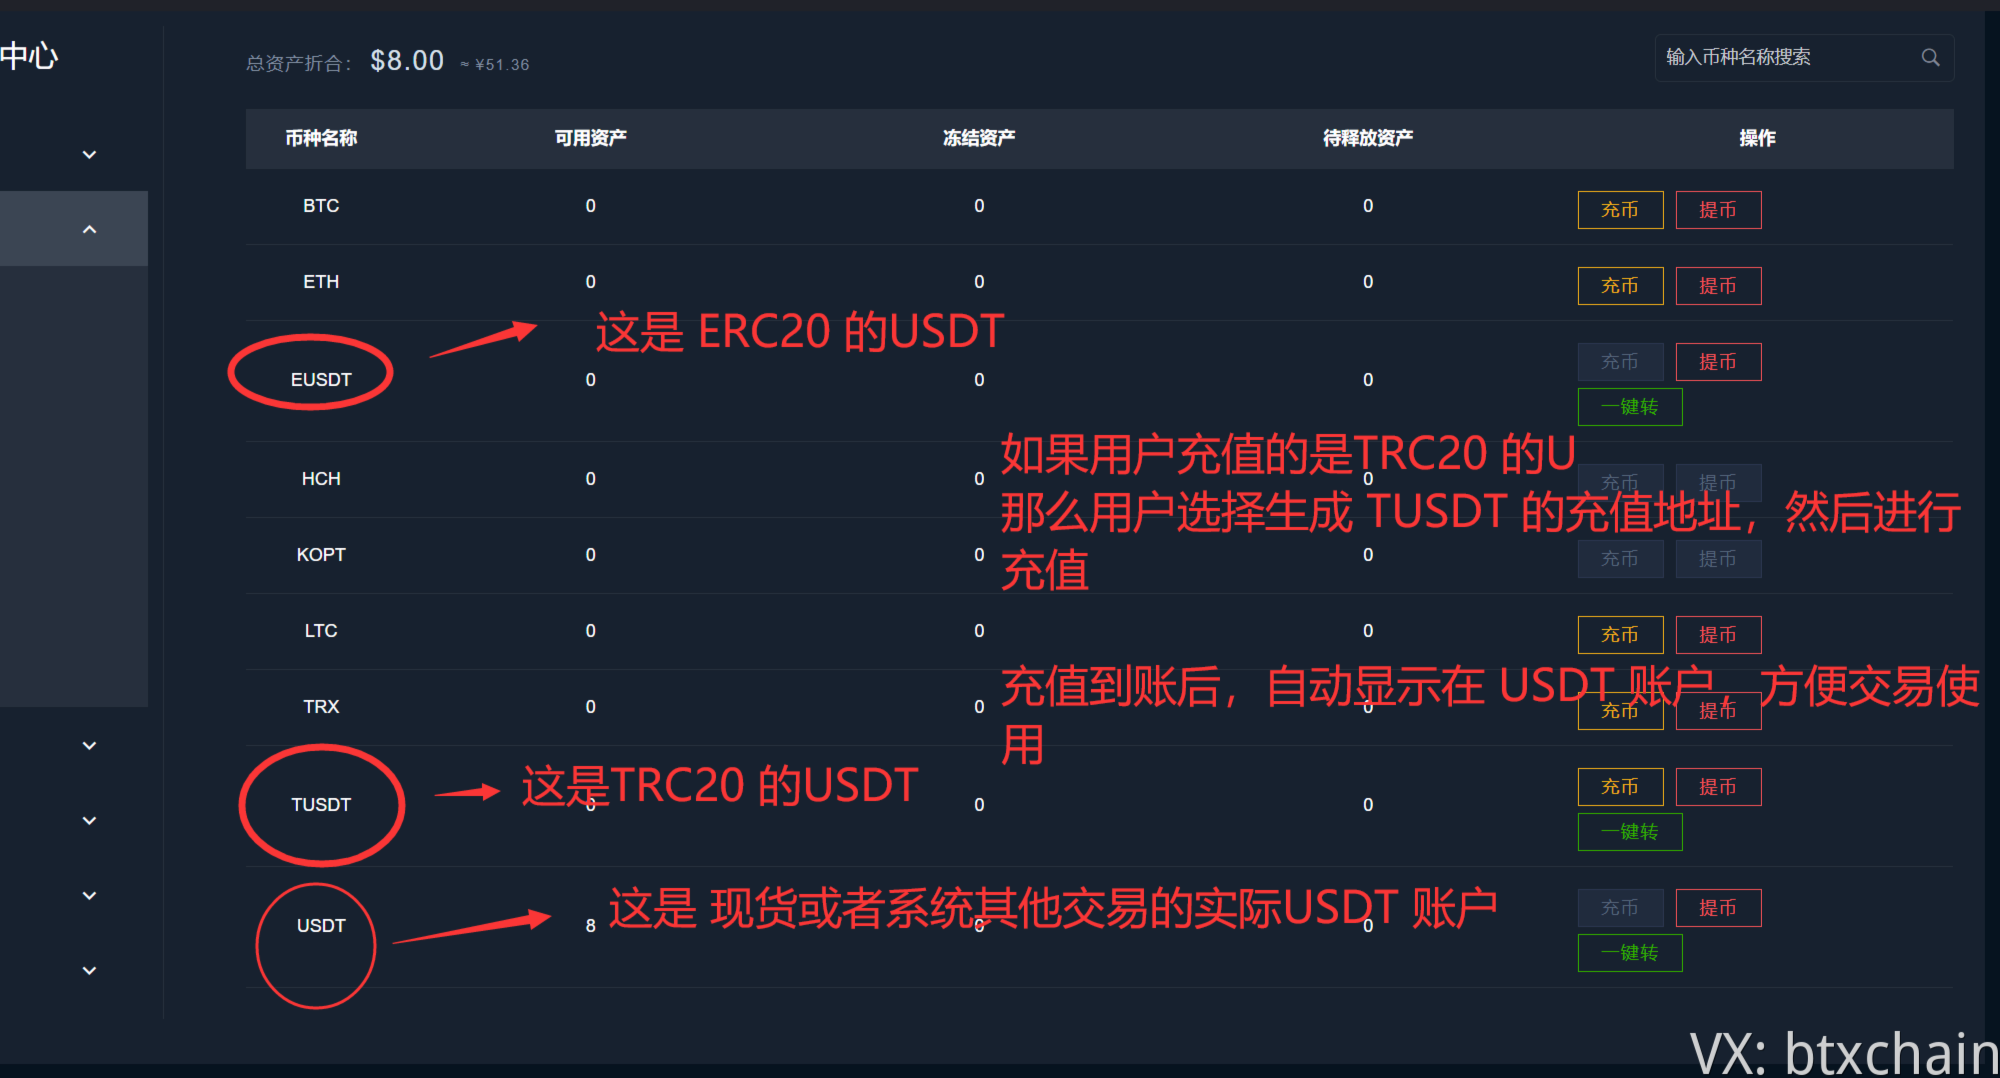 中心
总资产折合： $8.00 ≈ ¥51.36
输入币种名称搜索
币种名称 可用资产 冻结资产 待释放资产 操作
BTC 0 0 0 充币 提币
ETH 0 0 0 充币 提币
这是 ERC20 的USDT
EUSDT 0 0 0 充币 提币
一键转
如果用户充值的是TRC20 的U
HCH 0 0 0 充币 提币
那么用户选择生成 TUSDT 的充值地址，然后进行
充值
KOPT 0 0 0 充币 提币
LTC 0 0 0 充币 提币
充值到账后，自动显示在 USDT 账户，方便交易使
用
TRX 0 0 0 充币 提币
这是TRC20 的USDT
TUSDT 0 0 0 充币 提币
一键转
这是 现货或者系统其他交易的实际USDT 账户
USDT 8 0 0 充币 提币
一键转
VX: btxchain